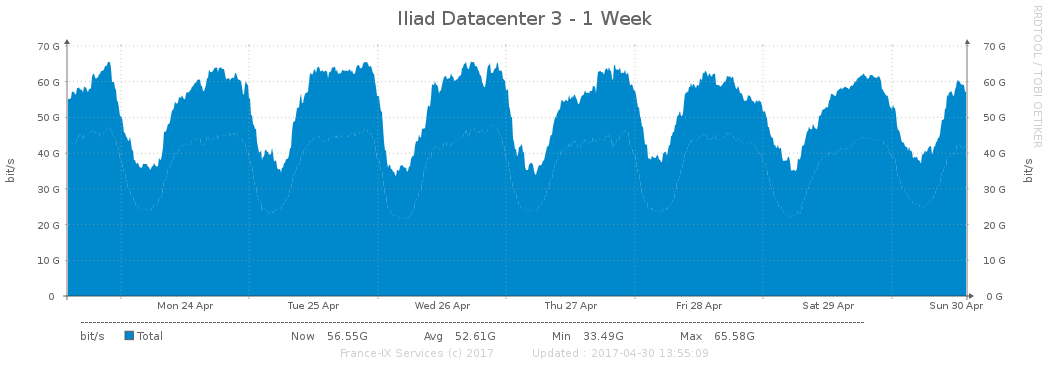 Iliad Datacenter 3 - 1 Week
RRDTOOL / TOBI OETIKER
bit/s
bit/s
70 G 70 G
60 G 60 G
50 G 50 G
40 G 40 G
30 G 30 G
20 G 20 G
10 G 10 G
0 0 G
Mon 24 Apr Tue 25 Apr Wed 26 Apr Thu 27 Apr Fri 28 Apr Sat 29 Apr Sun 30 Apr
bit/s Total Now 56.55G Avg 52.61G Min 33.49G Max 65.58G
France-IX Services (c) 2017 Updated : 2017-04-30 13:55:09